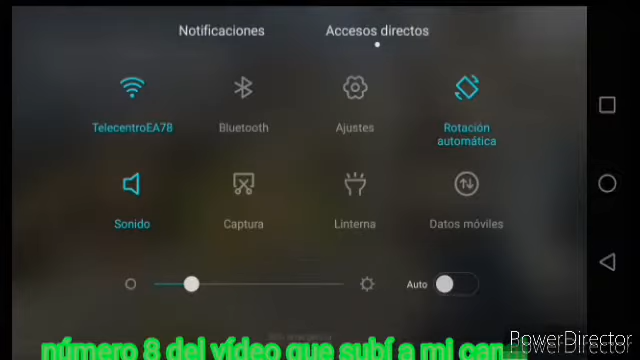 Notificaciones
Accesos directos
TelecentroEA78
Bluetooth
Ajustes
Rotación
automática
Sonido
Captura
Linterna
Datos móviles
Auto
número 8 del vídeo que subí a mi
PowerDirector